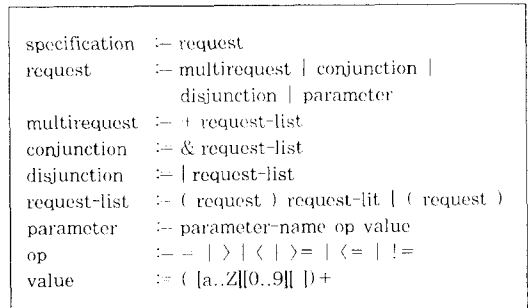 specification := request
request := multirequest | conjunction |
disjunction | parameter
multirequest := + request-list
conjunction := & request-list
disjunction := | request-list
request-list := ( request ) request-lit | ( request )
parameter := parameter-name op value
op := = | > | < | >= | <= | !=
value := ( [a..Z][0..9][ ])+